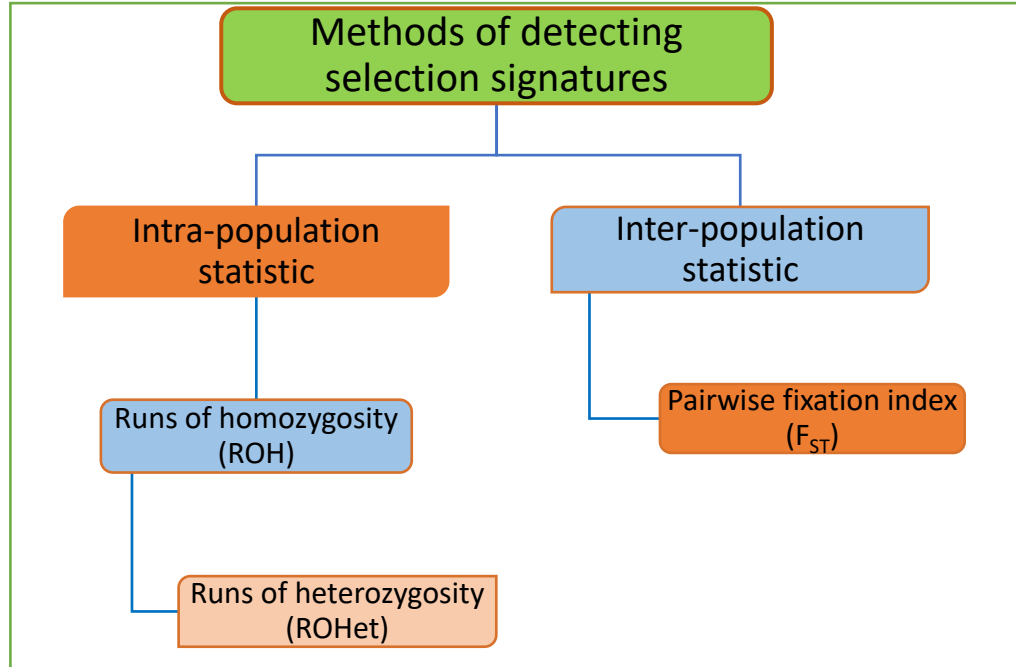 Methods of detecting
selection signatures
Intra-population
statistic
Inter-population
statistic
Runs of homozygosity
(ROH)
Pairwise fixation index
(FST)
Runs of heterozygosity
(ROHet)